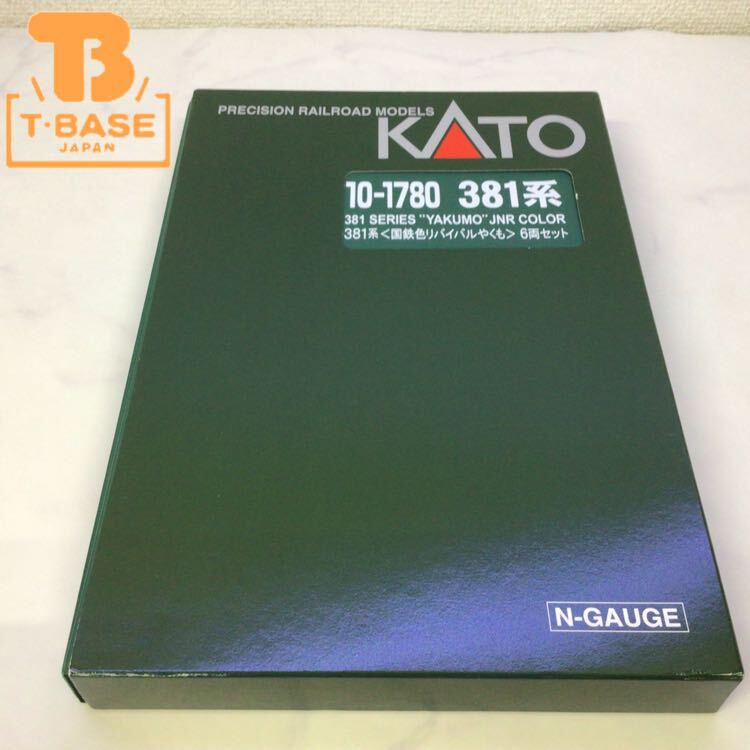 TB
T·BASE
JAPAN
PRECISION RAILROAD MODELS
KATO
10-1780 381系
381 SERIES "YAKUMO" JNR COLOR
381系<国鉄色リバイバルやくも> 6両セット
N-GAUGE